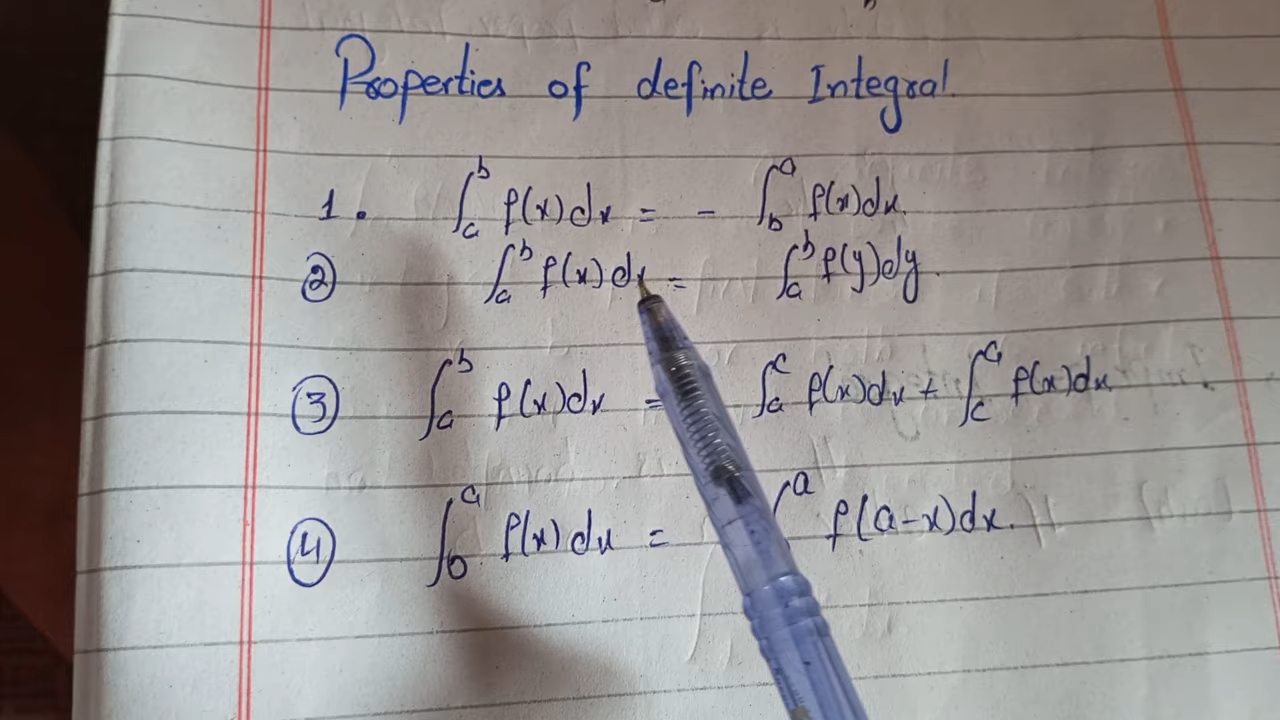 Properties of definite Integral.
1. ∫_a^b f(x)dx = - ∫_b^a f(x)dx.
② ∫_a^b f(x)dx = ∫_a^b f(y)dy.
③ ∫_a^b f(x)dx = ∫_a^c f(x)dx + ∫_c^a f(x)dx
④ ∫_0^a f(x)dx = ∫^a f(a-x)dx.